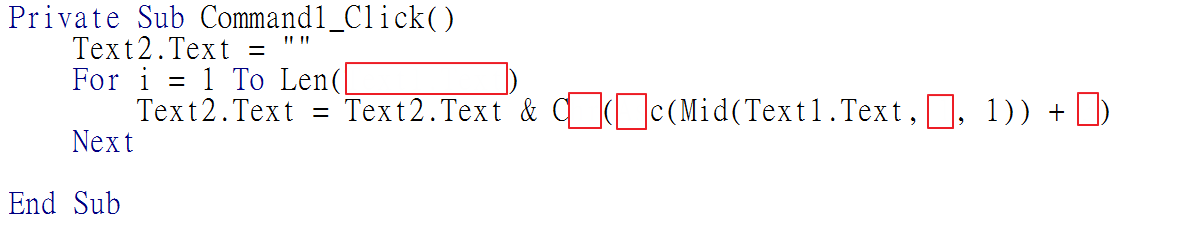 Private Sub Command1_Click()
Text2.Text = ""
For i = 1 To Len( )
Text2.Text = Text2.Text & C ( c(Mid(Text1.Text, , 1)) + )
Next
End Sub